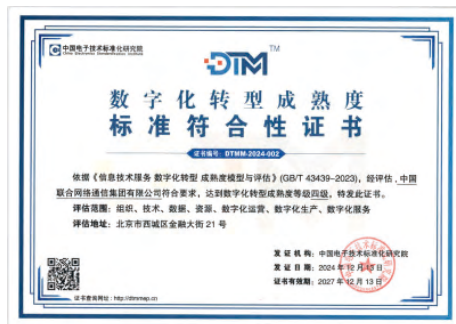 中国电子技术标准化研究院
China Electronics Standardization Institute
DTMM™
数字化转型成熟度
标准符合性证书
证书编号：DTMM-2024-002
依据《信息技术服务 数字化转型 成熟度模型与评估》(GB/T 43439-2023)，经评估，中国
联合网络通信集团有限公司符合要求，达到数字化转型成熟度等级四级，特发此证书。
评估范围：组织、技术、数据、资源、数字化运营、数字化生产、数字化服务
评估地址：北京市西城区金融大街 21 号
发证机构：中国电子技术标准化研究院
发证日期：2024年12月13日
证书有效期：2027年12月13日
证书查询网址：http://dtmmep.cn